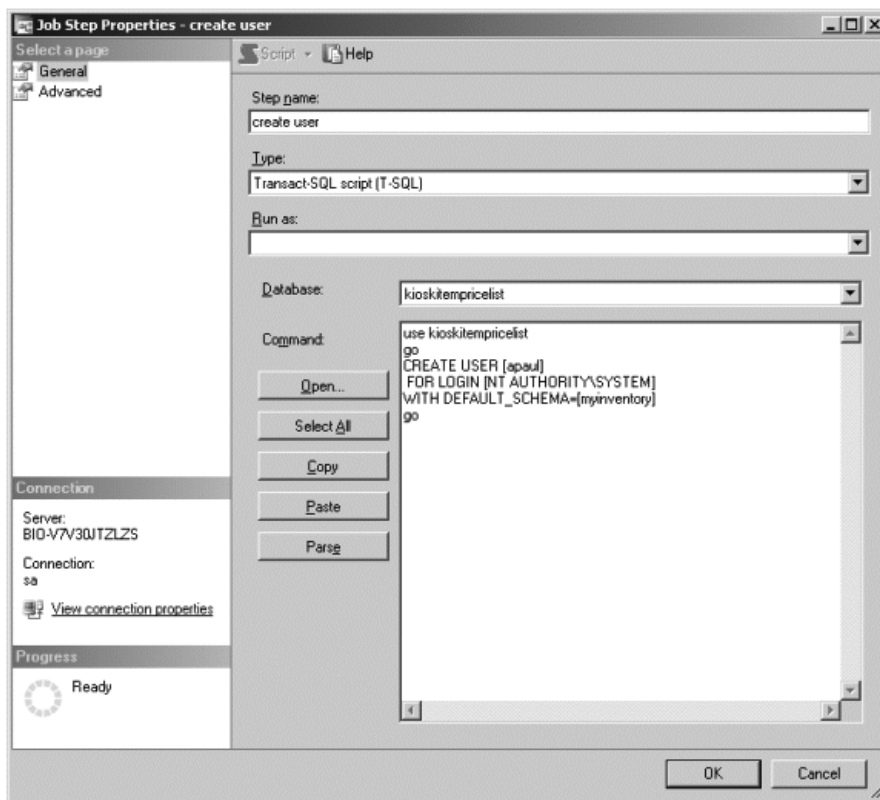 Job Step Properties - create user
Select a page
General
Advanced
Script
Help
Step name:
create user
Type:
Transact-SQL script (T-SQL)
Run as:
Database:
kioskitempricelist
Command:
use kioskitempricelist
go
CREATE USER [apaul]
FOR LOGIN [NT AUTHORITY\SYSTEM]
WITH DEFAULT_SCHEMA=[myinventory]
go
Open...
Select All
Copy
Paste
Parse
Connection
Server:
BIO-V7V30JTZLZS
Connection:
sa
View connection properties
Progress
Ready
OK
Cancel